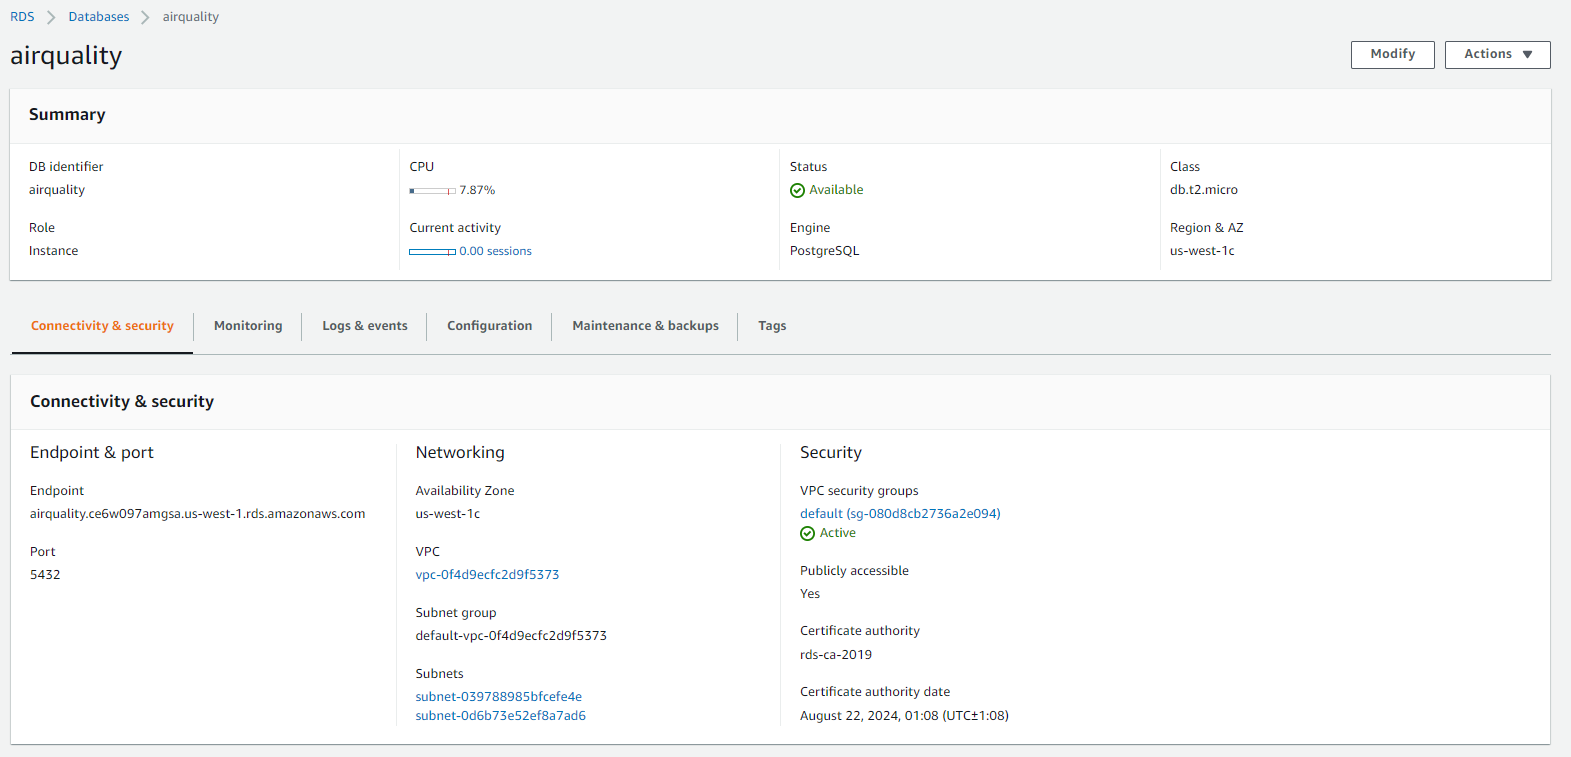 RDS > Databases > airquality
airquality
Modify
Actions
Summary
DB identifier
airquality
CPU
7.87%
Status
Available
Class
db.t2.micro
Role
Instance
Current activity
0.00 sessions
Engine
PostgreSQL
Region & AZ
us-west-1c
Connectivity & security
Monitoring
Logs & events
Configuration
Maintenance & backups
Tags
Connectivity & security
Endpoint & port
Endpoint
airquality.ce6w097amgsa.us-west-1.rds.amazonaws.com
Port
5432
Networking
Availability Zone
us-west-1c
VPC
vpc-0f4d9ecfc2d9f5373
Subnet group
default-vpc-0f4d9ecfc2d9f5373
Subnets
subnet-039788985bfcefe4e
subnet-0d6b73e52ef8a7ad6
Security
VPC security groups
default (sg-080d8cb2736a2e094)
Active
Publicly accessible
Yes
Certificate authority
rds-ca-2019
Certificate authority date
August 22, 2024, 01:08 (UTC±1:08)